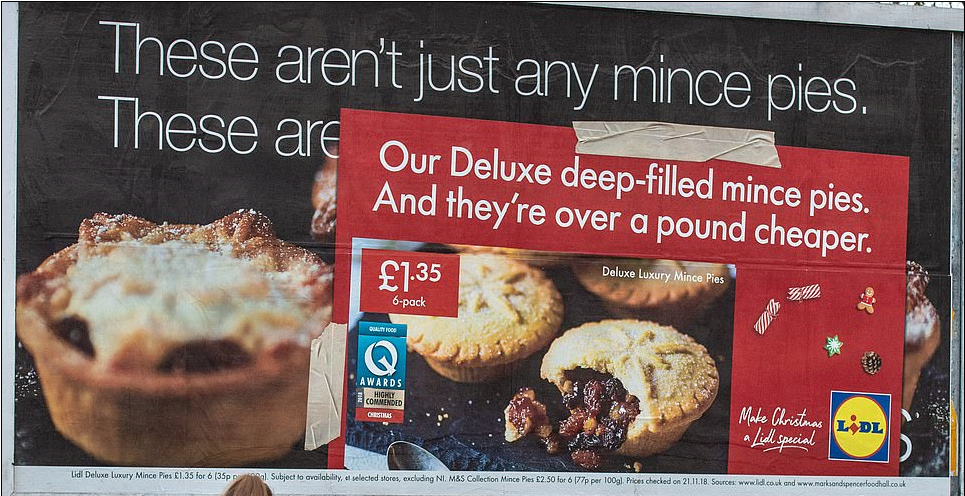 These aren't just any mince pies.
These are
Our Deluxe deep-filled mince pies.
And they're over a pound cheaper.
£1.35
6-pack
Deluxe Luxury Mince Pies
QUALITY FOOD
Q
AWARDS
2018
HIGHLY
COMMENDED
CHRISTMAS
Make Christmas
a Lidl special
LIDL
S
Lidl Deluxe Luxury Mince Pies £1.35 for 6 (35p 100g). Subject to availability, selected stores, excluding NI. M&S Collection Mince Pies £2.50 for 6 (77p per 100g). Prices checked on 21.11.18. Sources: www.lidl.co.uk and www.marksandspencerfoodhall.co.uk